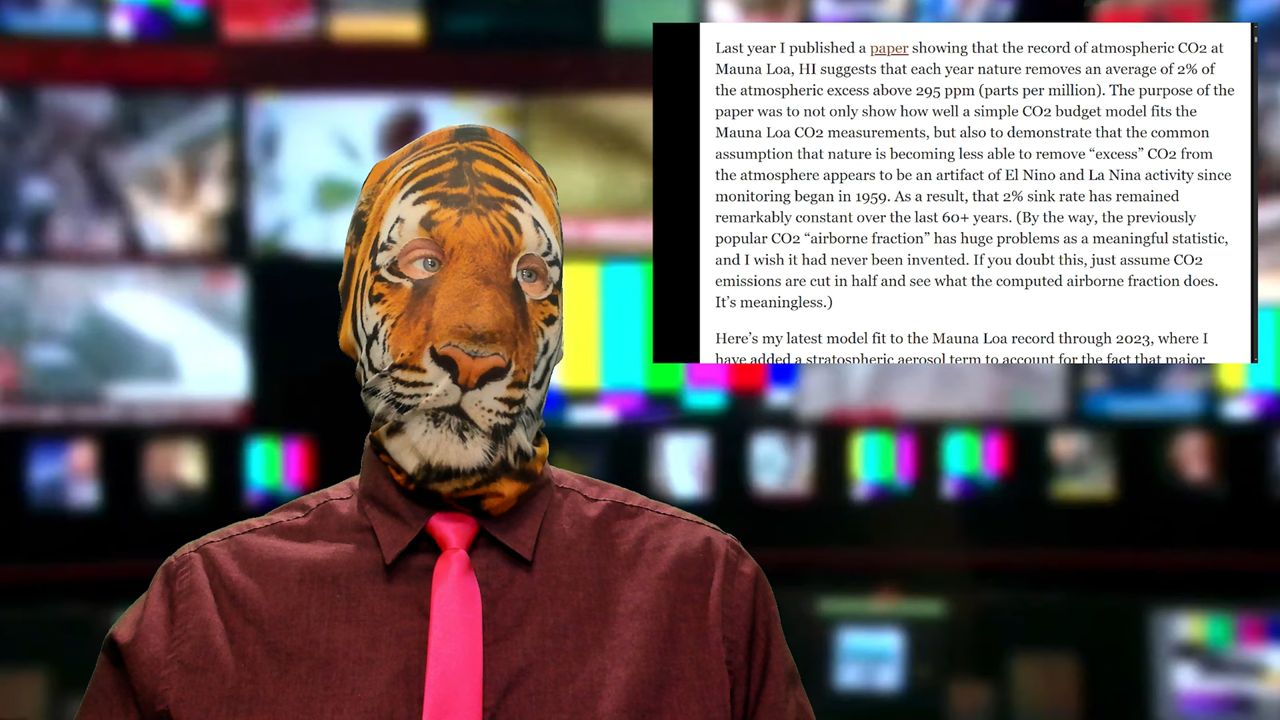 Last year I published a paper showing that the record of atmospheric CO2 at
Mauna Loa, HI suggests that each year nature removes an average of 2% of
the atmospheric excess above 295 ppm (parts per million). The purpose of the
paper was to not only show how well a simple CO2 budget model fits the
Mauna Loa CO2 measurements, but also to demonstrate that the common
assumption that nature is becoming less able to remove “excess” CO2 from
the atmosphere appears to be an artifact of El Nino and La Nina activity since
monitoring began in 1959. As a result, that 2% sink rate has remained
remarkably constant over the last 60+ years. (By the way, the previously
popular CO2 “airborne fraction” has huge problems as a meaningful statistic,
and I wish it had never been invented. If you doubt this, just assume CO2
emissions are cut in half and see what the computed airborne fraction does.
It’s meaningless.)
Here’s my latest model fit to the Mauna Loa record through 2023, where I
have added a stratospheric aerosol term to account for the fact that major